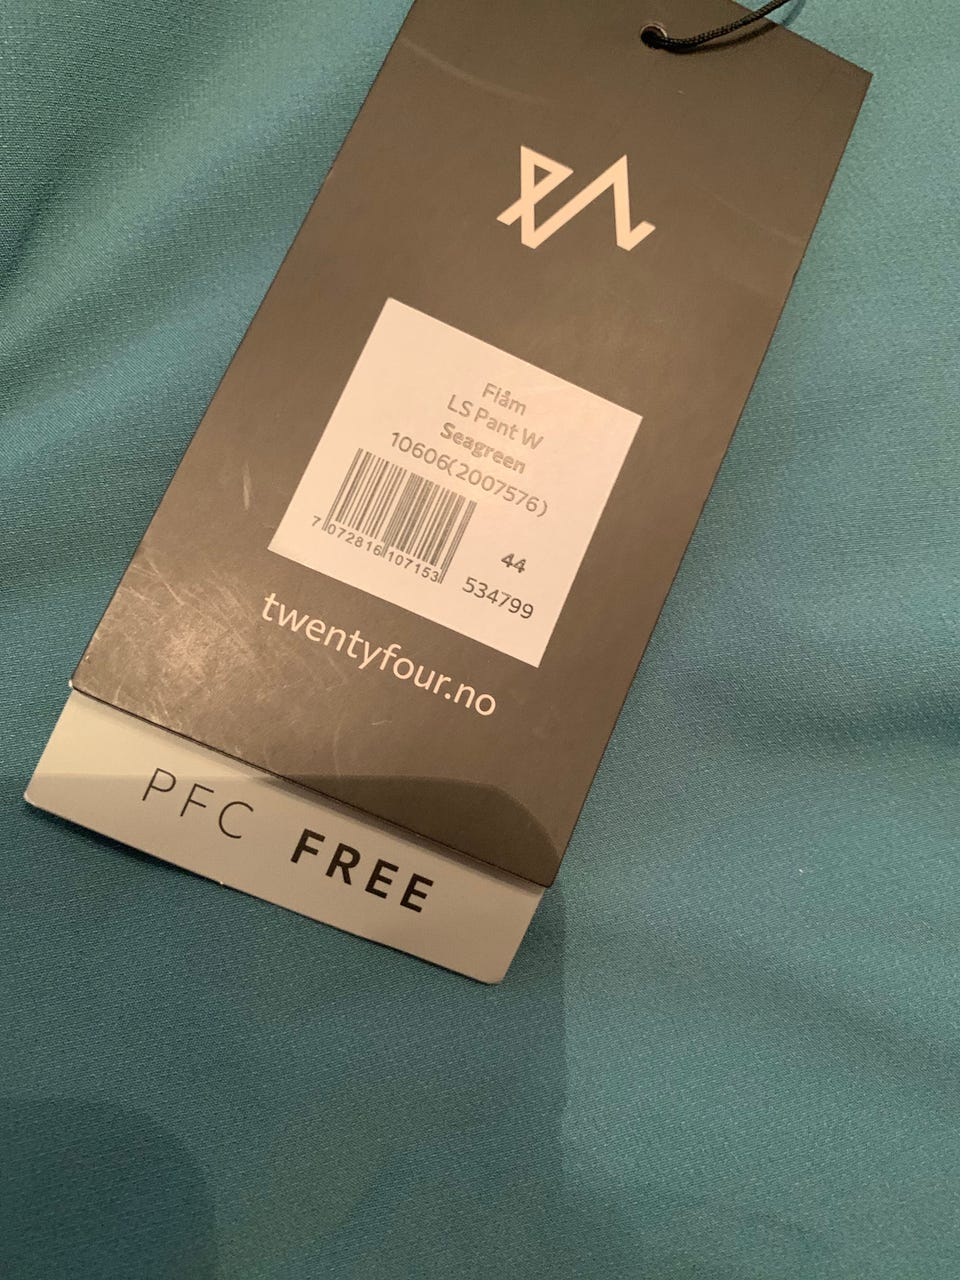 Flåm
LS Pant W
Seagreen
10606(2007576)
7 072816 107153
44
534799
twentyfour.no
PFC FREE